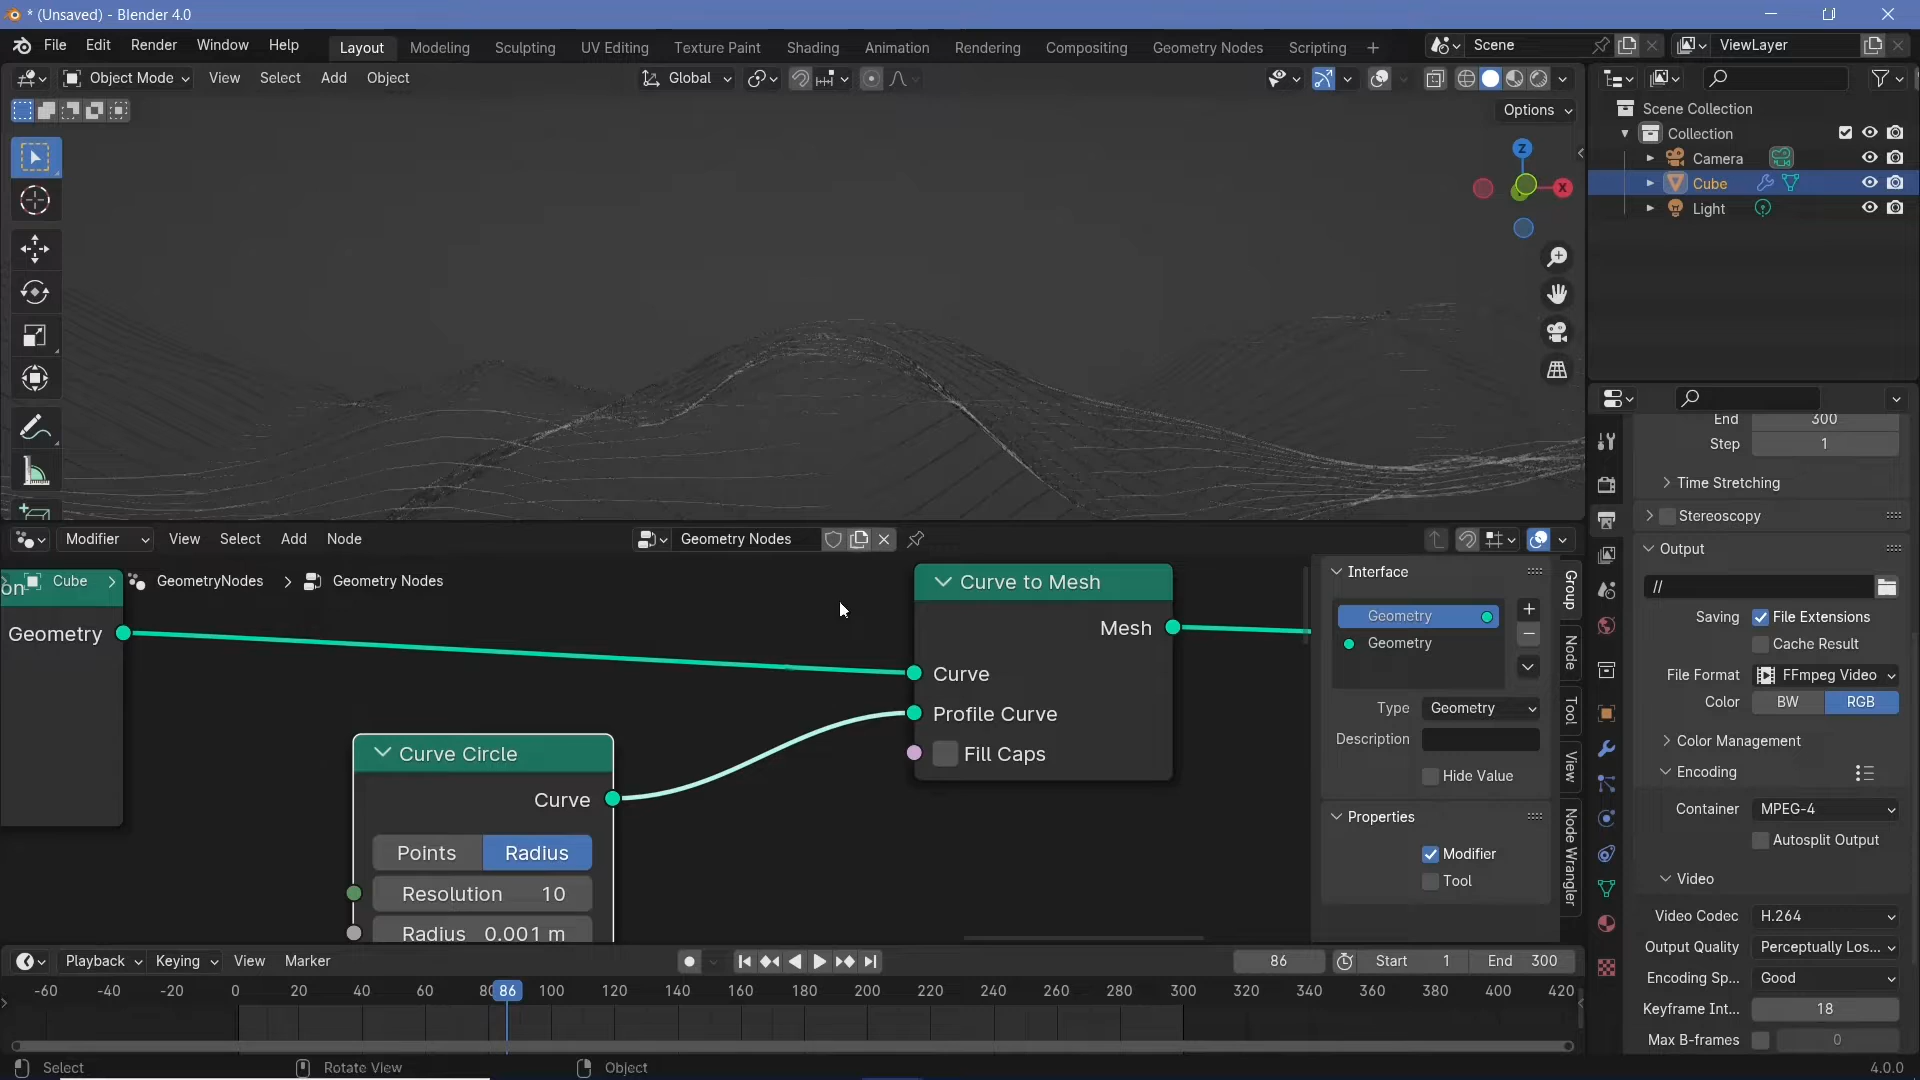 * (Unsaved) - Blender 4.0
File Edit Render Window Help Layout Modeling Sculpting UV Editing Texture Paint Shading Animation Rendering Compositing Geometry Nodes Scripting + Scene ViewLayer
Object Mode View Select Add Object Global
Options
Z
X
Scene Collection
Collection
Camera
Cube
Light
End 300
Step 1
Time Stretching
Stereoscopy
Output
//
Saving File Extensions
Cache Result
File Format FFmpeg Video
Color BW RGB
Color Management
Encoding
Container MPEG-4
Autosplit Output
Video
Video Codec H.264
Output Quality Perceptually Los...
Encoding Sp... Good
Keyframe Int... 18
Max B-frames 0
Modifier View Select Add Node Geometry Nodes
Cube > GeometryNodes > Geometry Nodes
on
Geometry
Curve to Mesh
Mesh
Curve
Profile Curve
Fill Caps
Curve Circle
Curve
Points Radius
Resolution 10
Radius 0.001 m
Interface
Geometry
Geometry
Type Geometry
Description
Hide Value
Properties
Modifier
Tool
Group
Node
Tool
View
Node Wrangler
Playback Keying View Marker 86 Start 1 End 300
-60 -40 -20 0 20 40 60 80 86 100 120 140 160 180 200 220 240 260 280 300 320 340 360 380 400 420
Select Rotate View Object 4.0.0